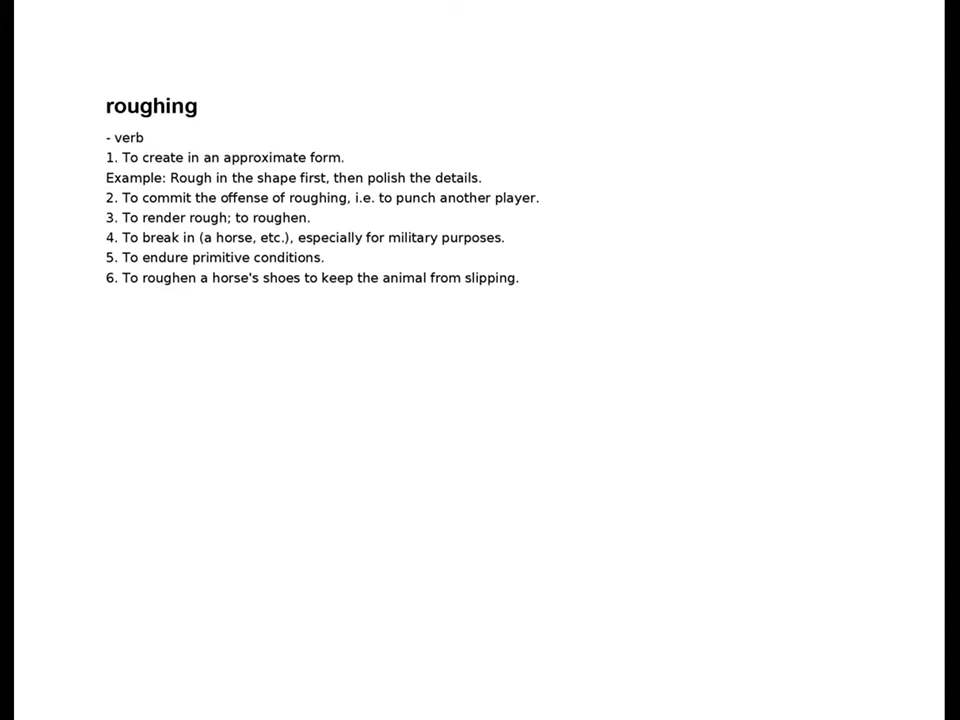 roughing
- verb
1. To create in an approximate form.
Example: Rough in the shape first, then polish the details.
2. To commit the offense of roughing, i.e. to punch another player.
3. To render rough; to roughen.
4. To break in (a horse, etc.), especially for military purposes.
5. To endure primitive conditions.
6. To roughen a horse's shoes to keep the animal from slipping.